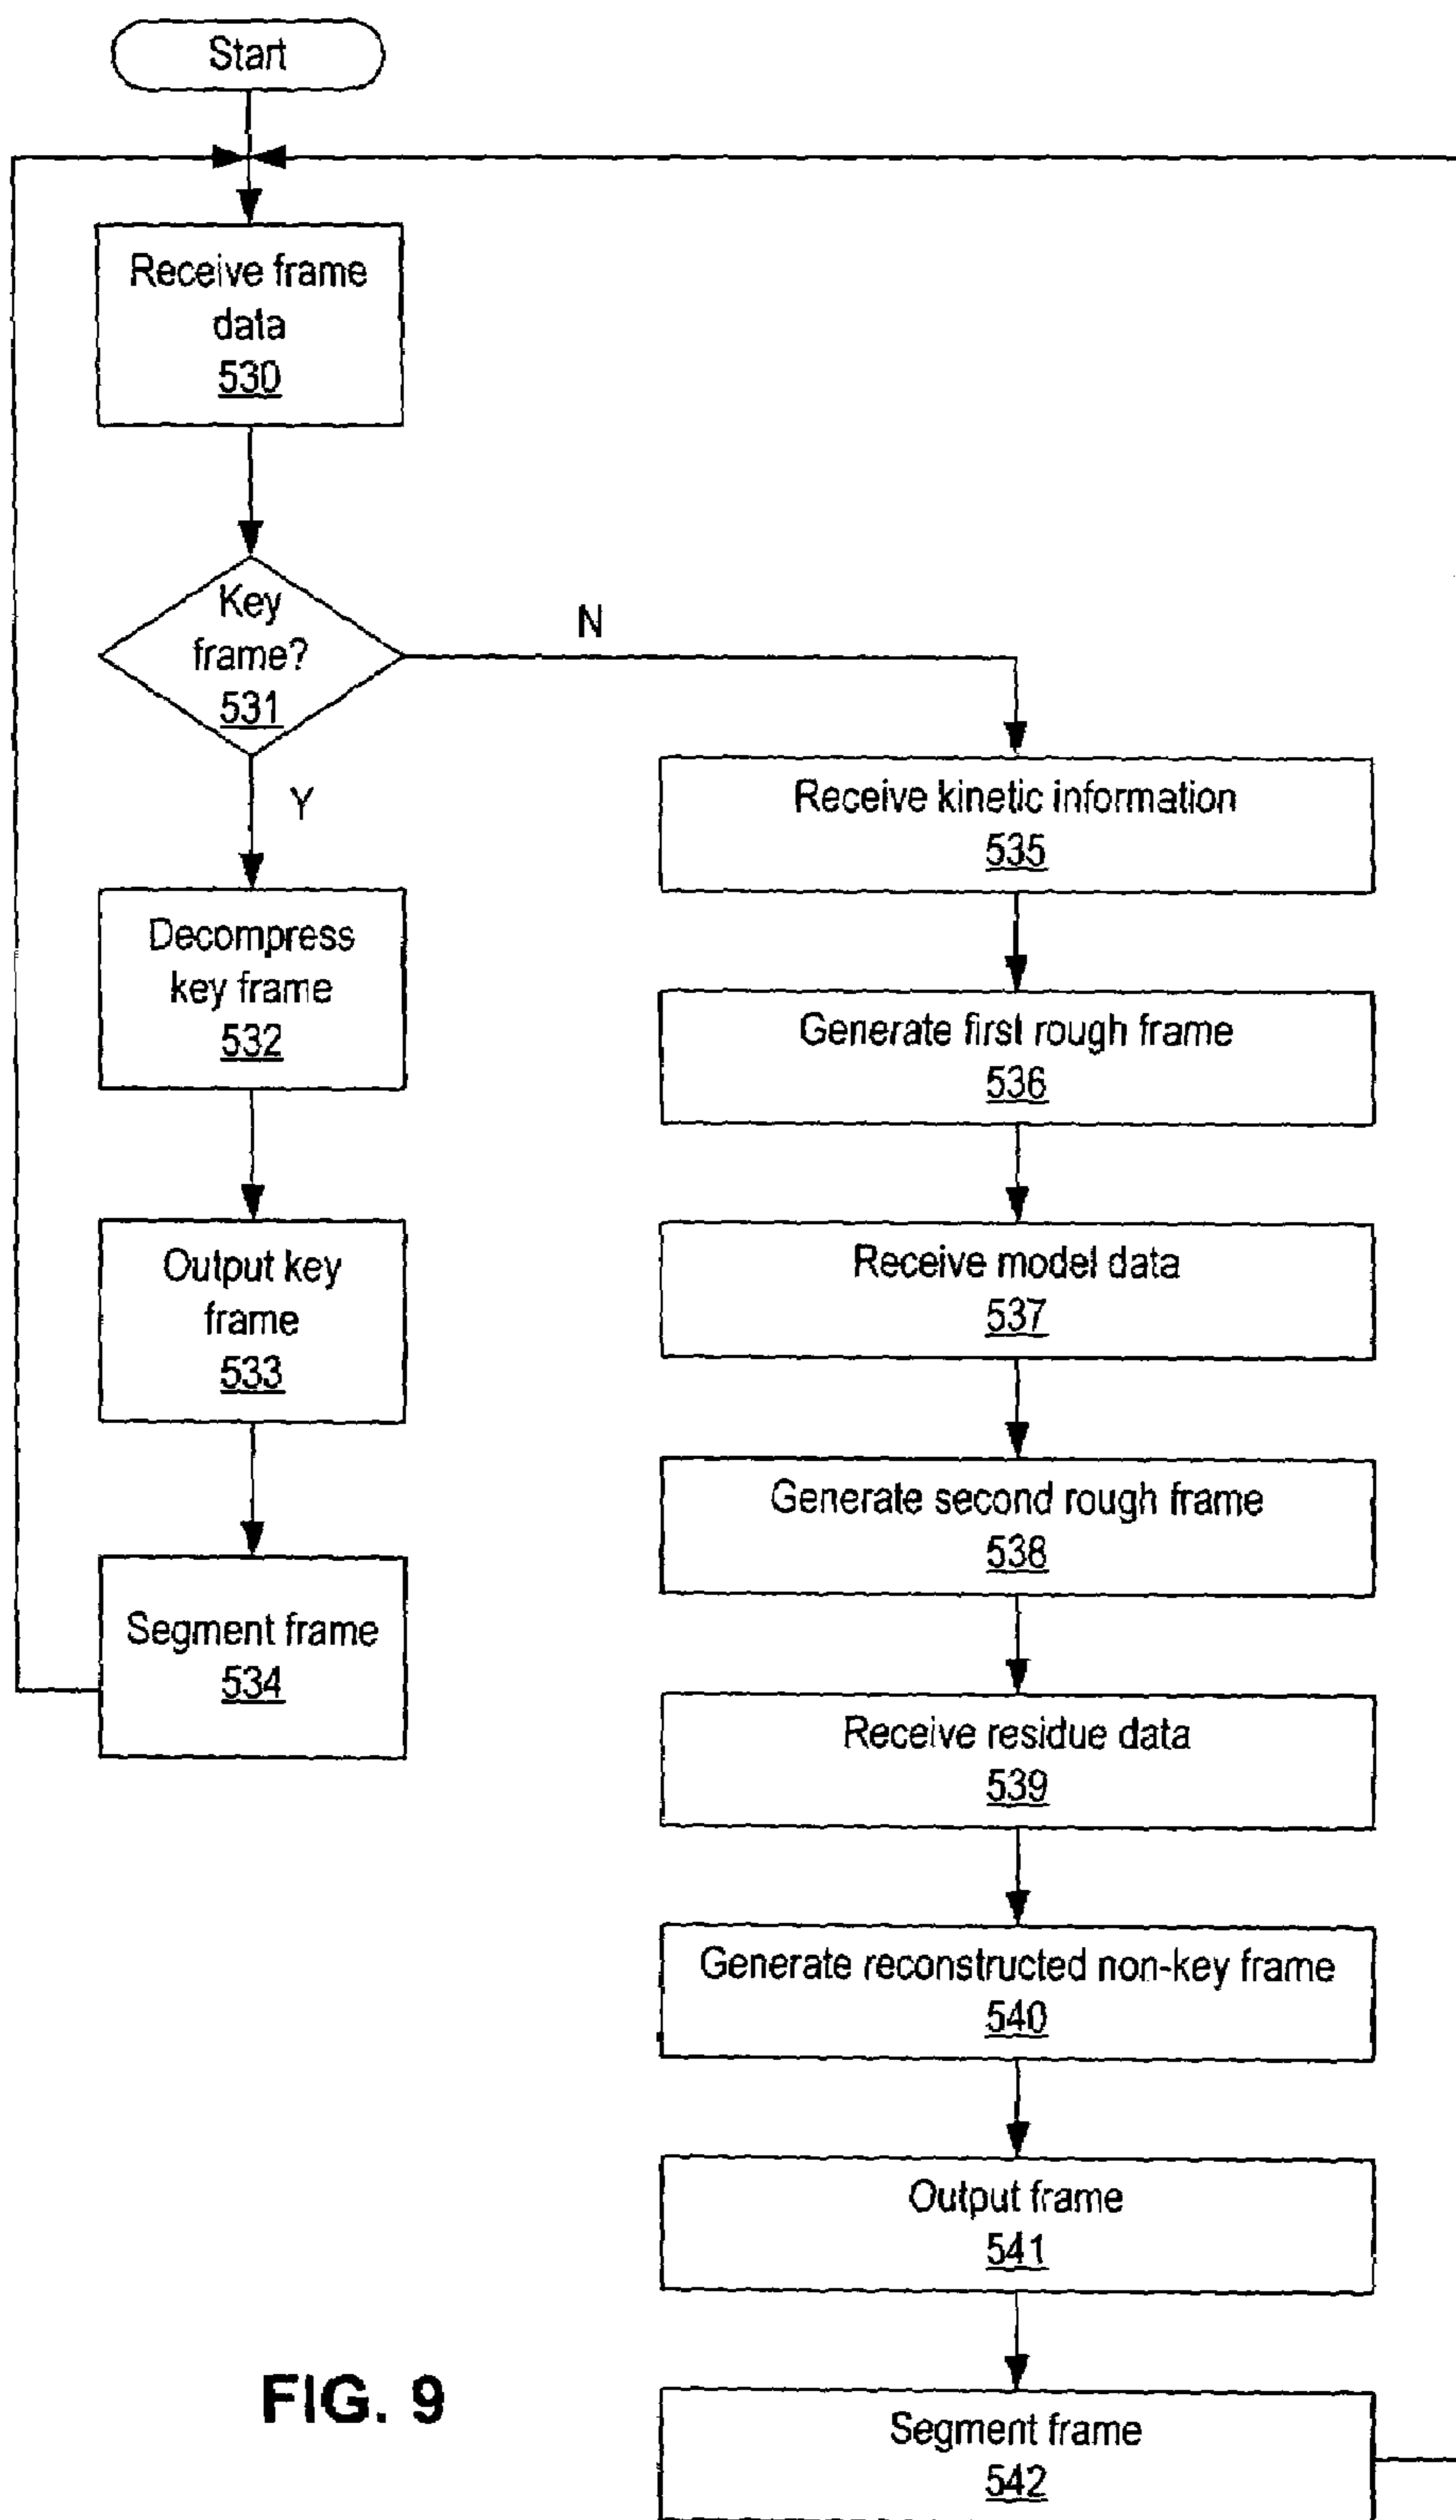 Start
Receive frame
data
530
Key
frame?
531
N
Y
Decompress
key frame
532
Output key
frame
533
Segment frame
534
Receive kinetic information
535
Generate first rough frame
536
Receive model data
537
Generate second rough frame
538
Receive residue data
539
Generate reconstructed non-key frame
540
Output frame
541
Segment frame
542
FIG. 9